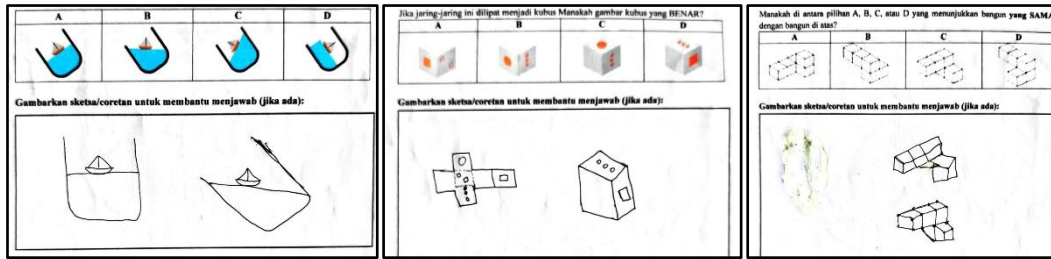 A B C D
Gambarkan sketsa/coretan untuk membantu menjawab (jika ada):
Jika jaring-jaring ini dilipat menjadi kubus Manakah gambar kubus yang BENAR?
A B C D
Gambarkan sketsa/coretan untuk membantu menjawab (jika ada):
Manakah di antara pilihan A, B, C, atau D yang menunjukkan bangun yang SAMA
dengan bangun di atas?
A B C D
Gambarkan sketsa/coretan untuk membantu menjawab (jika ada):